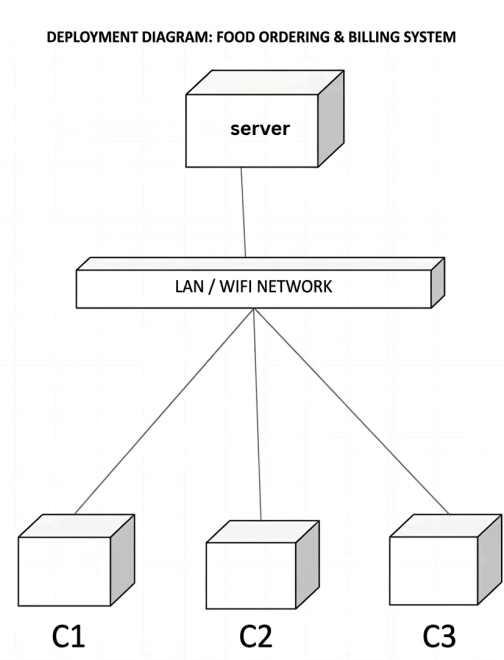 DEPLOYMENT DIAGRAM: FOOD ORDERING & BILLING SYSTEM
server
LAN / WIFI NETWORK
C1 C2 C3